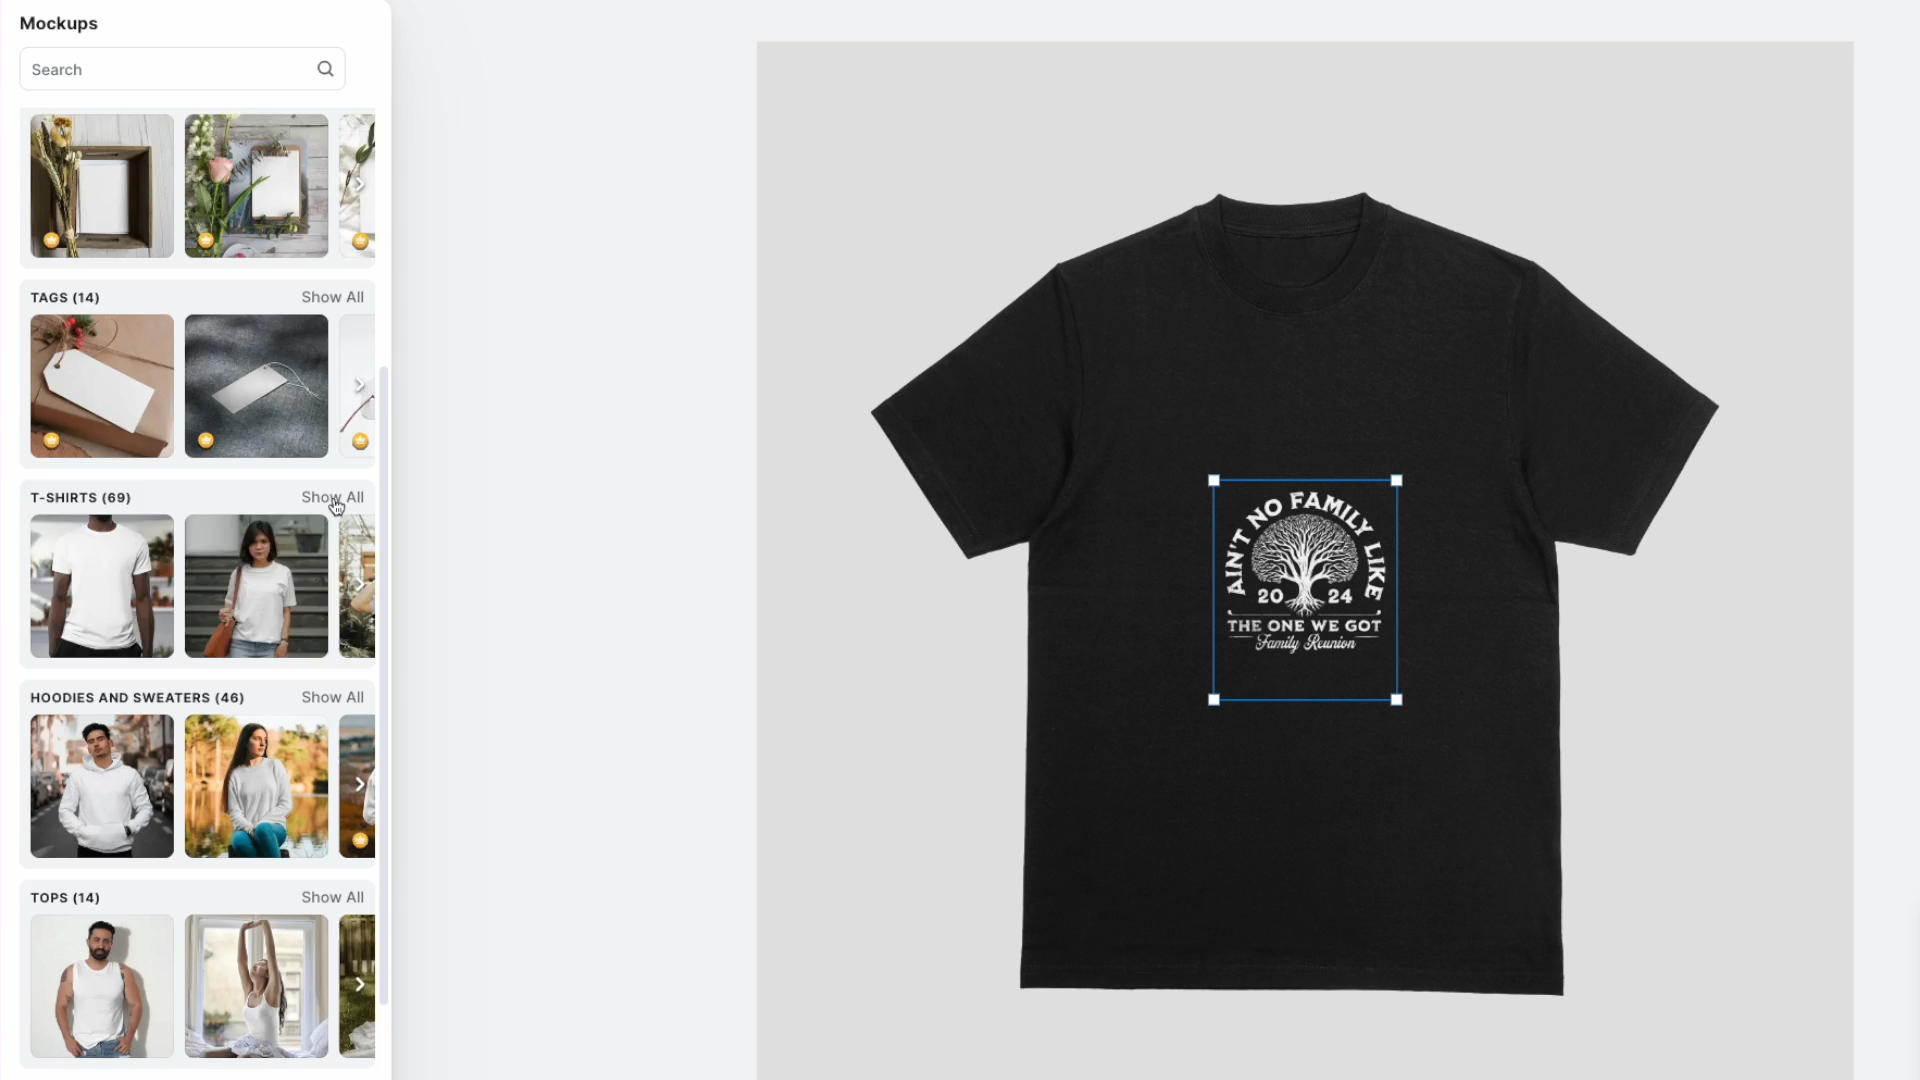 Mockups
Search
TAGS (14)
Show All
T-SHIRTS (69)
Show All
HOODIES AND SWEATERS (46)
Show All
TOPS (14)
Show All
AIN'T NO FAMILY LIKE
20 24
THE ONE WE GOT
Family Reunion